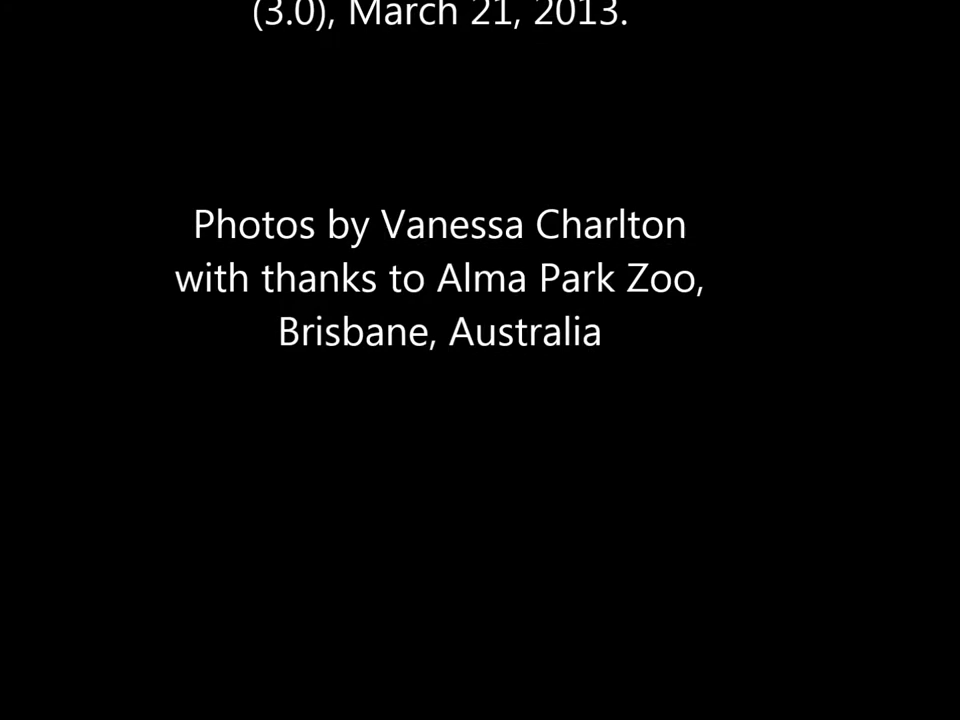 (3.0), March 21, 2013.
Photos by Vanessa Charlton
with thanks to Alma Park Zoo,
Brisbane, Australia